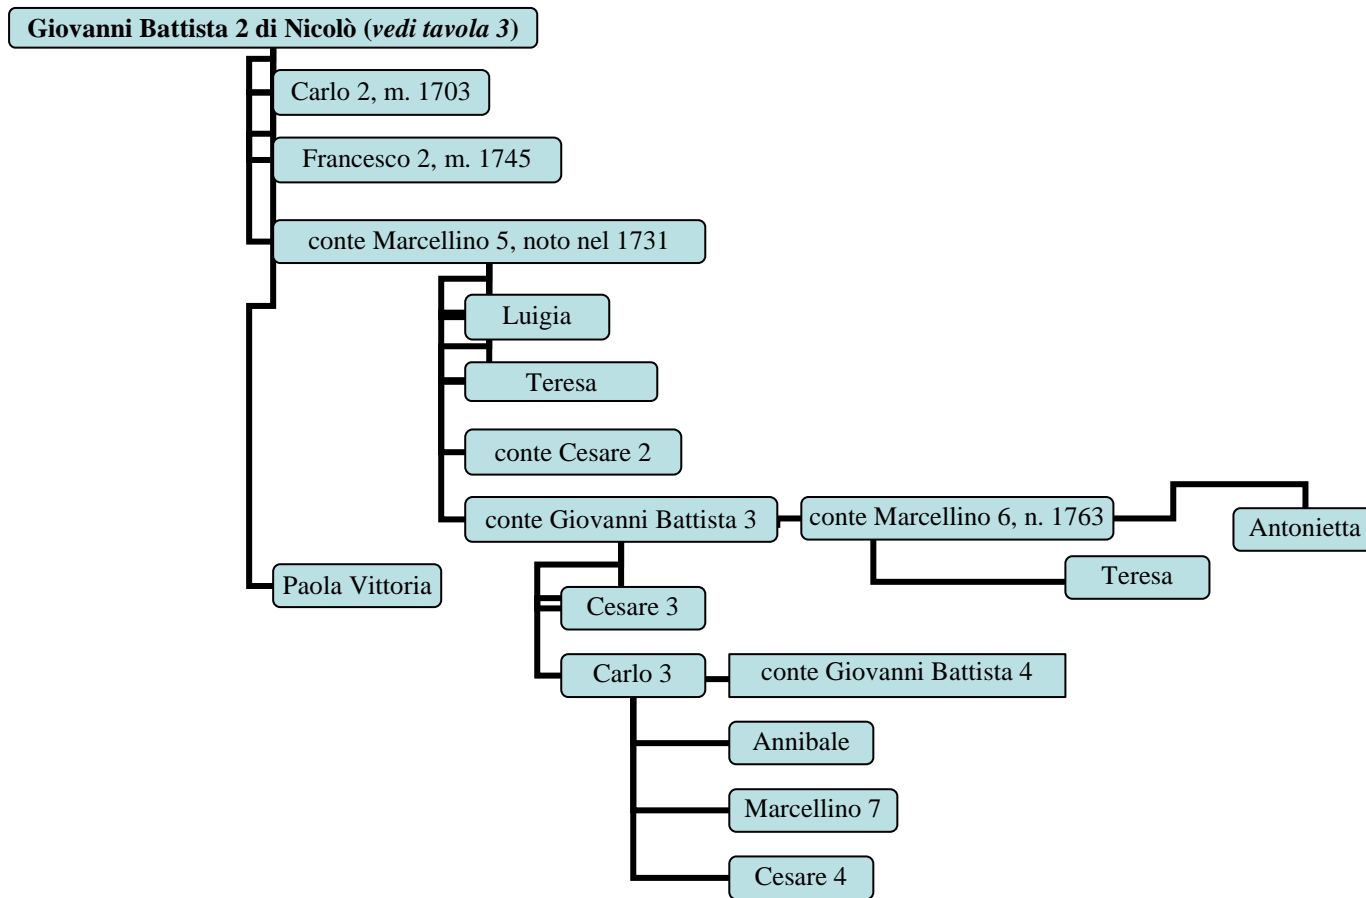 Giovanni Battista 2 di Nicolò (vedi tavola 3)
Carlo 2, m. 1703
Francesco 2, m. 1745
conte Marcellino 5, noto nel 1731
Luigia
Teresa
conte Cesare 2
conte Giovanni Battista 3
conte Marcellino 6, n. 1763
Antonietta
Teresa
Paola Vittoria
Cesare 3
Carlo 3
conte Giovanni Battista 4
Annibale
Marcellino 7
Cesare 4